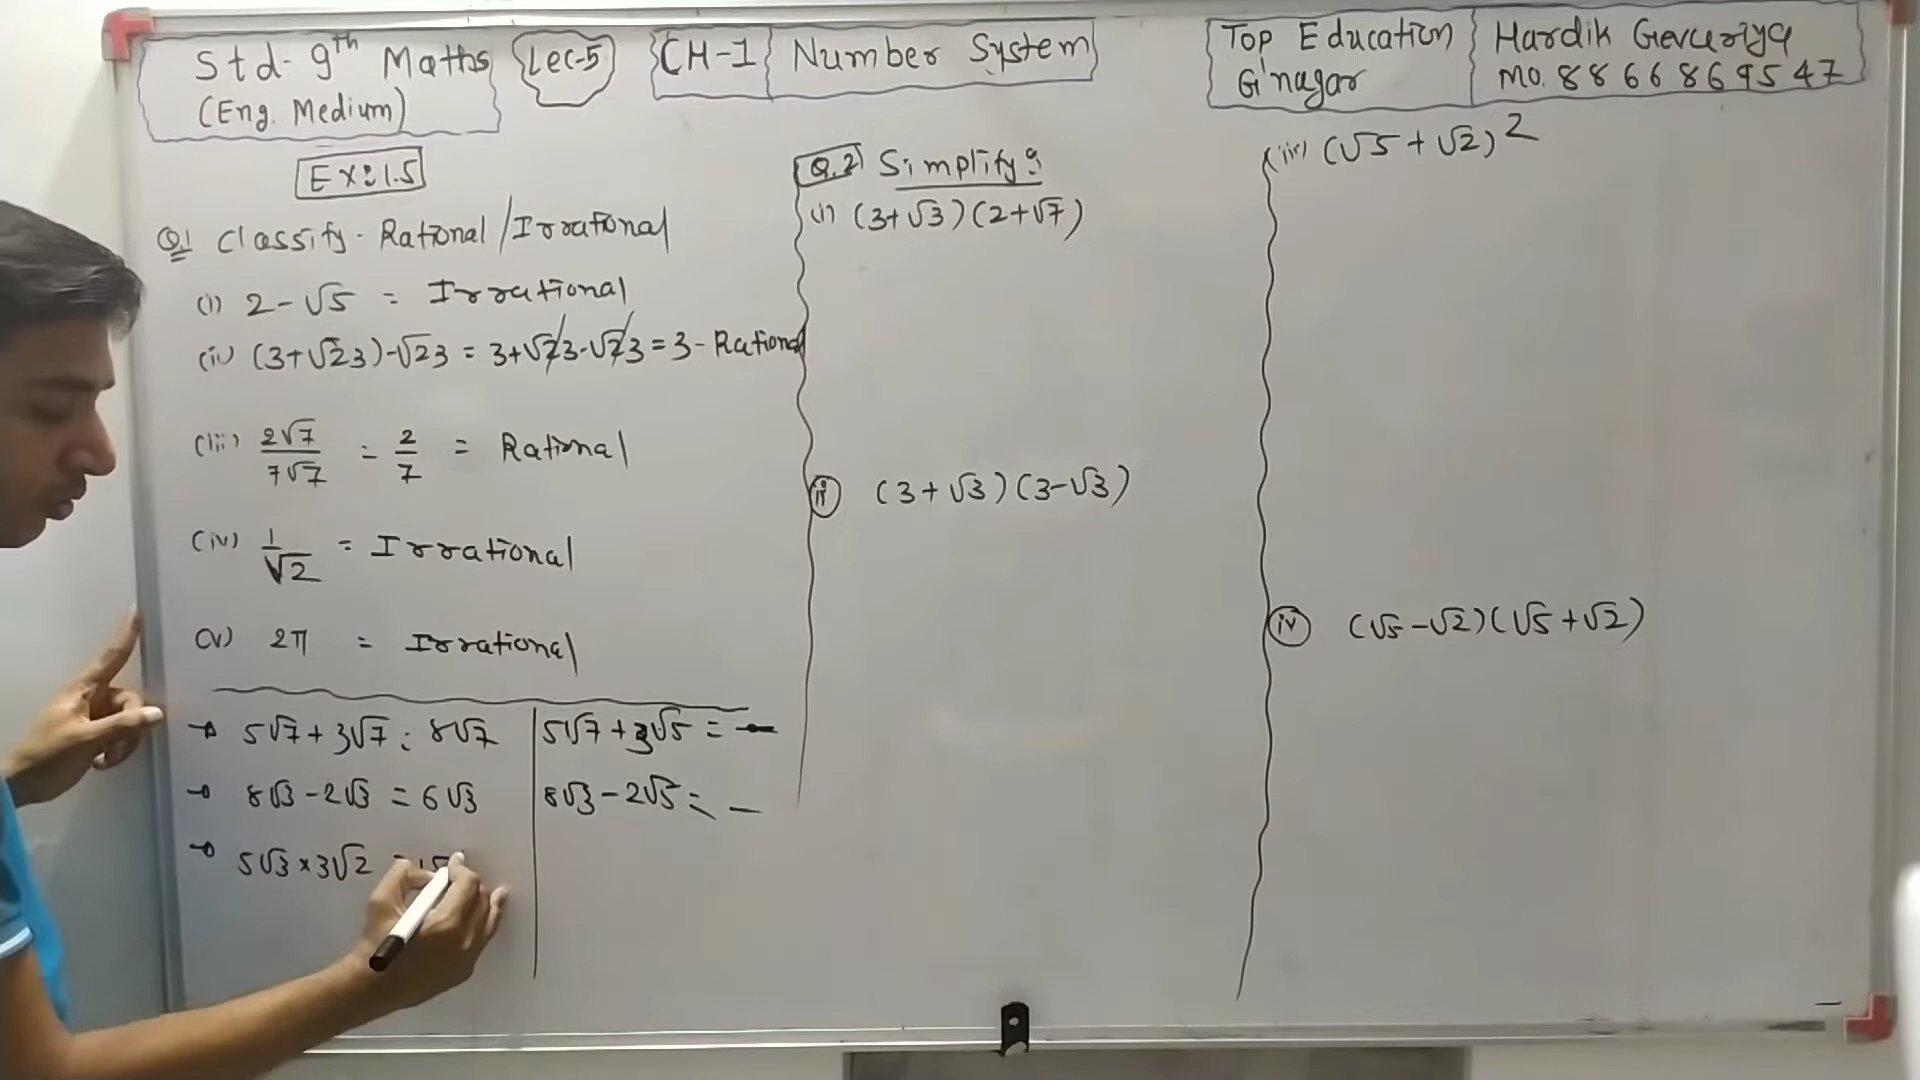 Std. 9th Maths
(Eng. Medium)
Lec-5
CH-1 Number System
Top Education
G'nagar
Hardik Gevariya
Mo. 8866869547
Ex: 1.5
Q.1 Classify - Rational/Irrational
(i) 2-√5 = Irrational
(ii) (3+√23)-√23 = 3+√23-√23 = 3 - Rational
(iii) 2√7/7√7 = 2/7 = Rational
(iv) 1/√2 = Irrational
(v) 2π = Irrational
→ 5√7+3√7 = 8√7
→ 8√3-2√3 = 6√3
→ 5√3×3√2 = 15
5√7+3√5 = -
8√3-2√5 = -
Q.2 Simplify:
(i) (3+√3)(2+√7)
(ii) (3+√3)(3-√3)
(iii) (√5+√2)²
(iv) (√5-√2)(√5+√2)